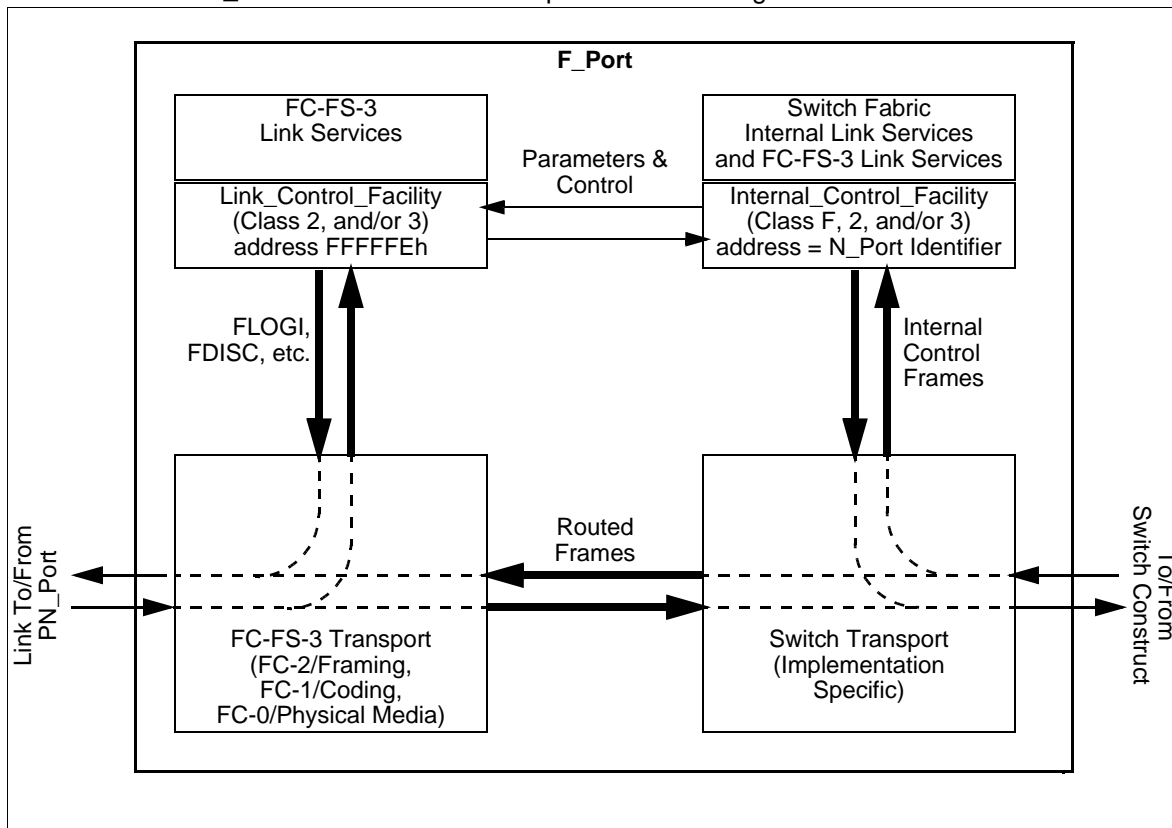 F_Port
FC-FS-3
Link Services
Switch Fabric
Internal Link Services
and FC-FS-3 Link Services
Parameters &
Control
Link_Control_Facility
(Class 2, and/or 3)
address FFFFFEh
Internal_Control_Facility
(Class F, 2, and/or 3)
address = N_Port Identifier
FLOGI,
FDISC, etc.
Internal
Control
Frames
Link To/From
PN_Port
Routed
Frames
To/From
Switch Construct
FC-FS-3 Transport
(FC-2/Framing,
FC-1/Coding,
FC-0/Physical Media)
Switch Transport
(Implementation
Specific)